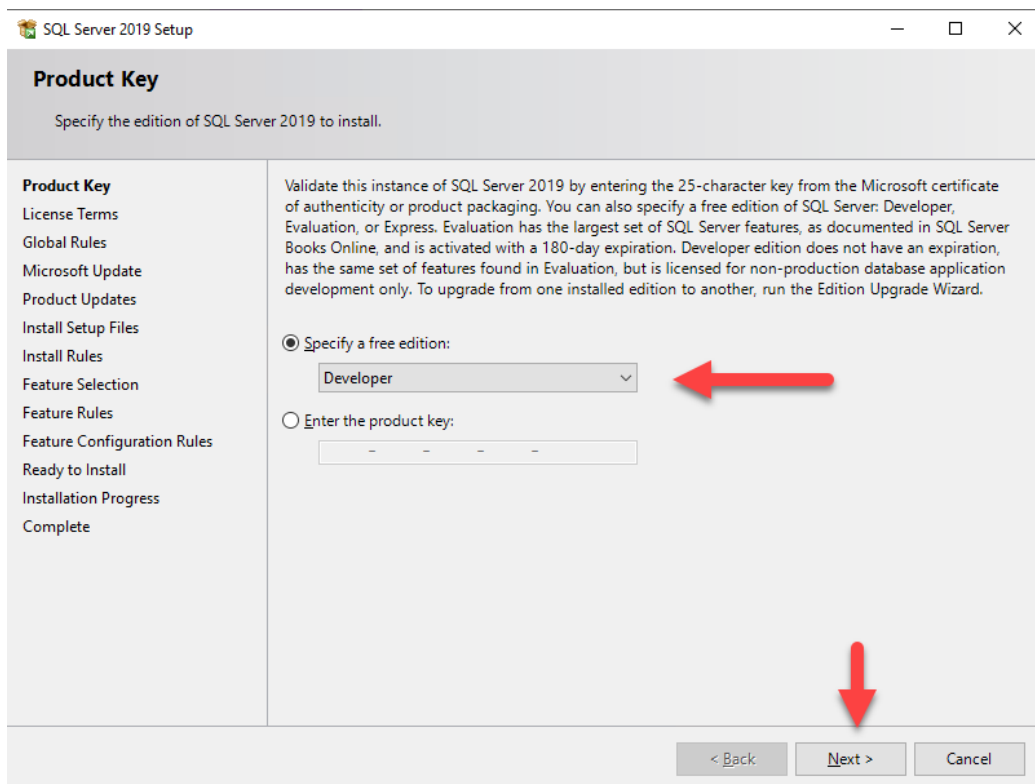 SQL Server 2019 Setup
Product Key
Specify the edition of SQL Server 2019 to install.
Product Key
License Terms
Global Rules
Microsoft Update
Product Updates
Install Setup Files
Install Rules
Feature Selection
Feature Rules
Feature Configuration Rules
Ready to Install
Installation Progress
Complete
Validate this instance of SQL Server 2019 by entering the 25-character key from the Microsoft certificate
of authenticity or product packaging. You can also specify a free edition of SQL Server: Developer,
Evaluation, or Express. Evaluation has the largest set of SQL Server features, as documented in SQL Server
Books Online, and is activated with a 180-day expiration. Developer edition does not have an expiration,
has the same set of features found in Evaluation, but is licensed for non-production database application
development only. To upgrade from one installed edition to another, run the Edition Upgrade Wizard.
Specify a free edition:
Developer
Enter the product key:
- - - -
< Back
Next >
Cancel